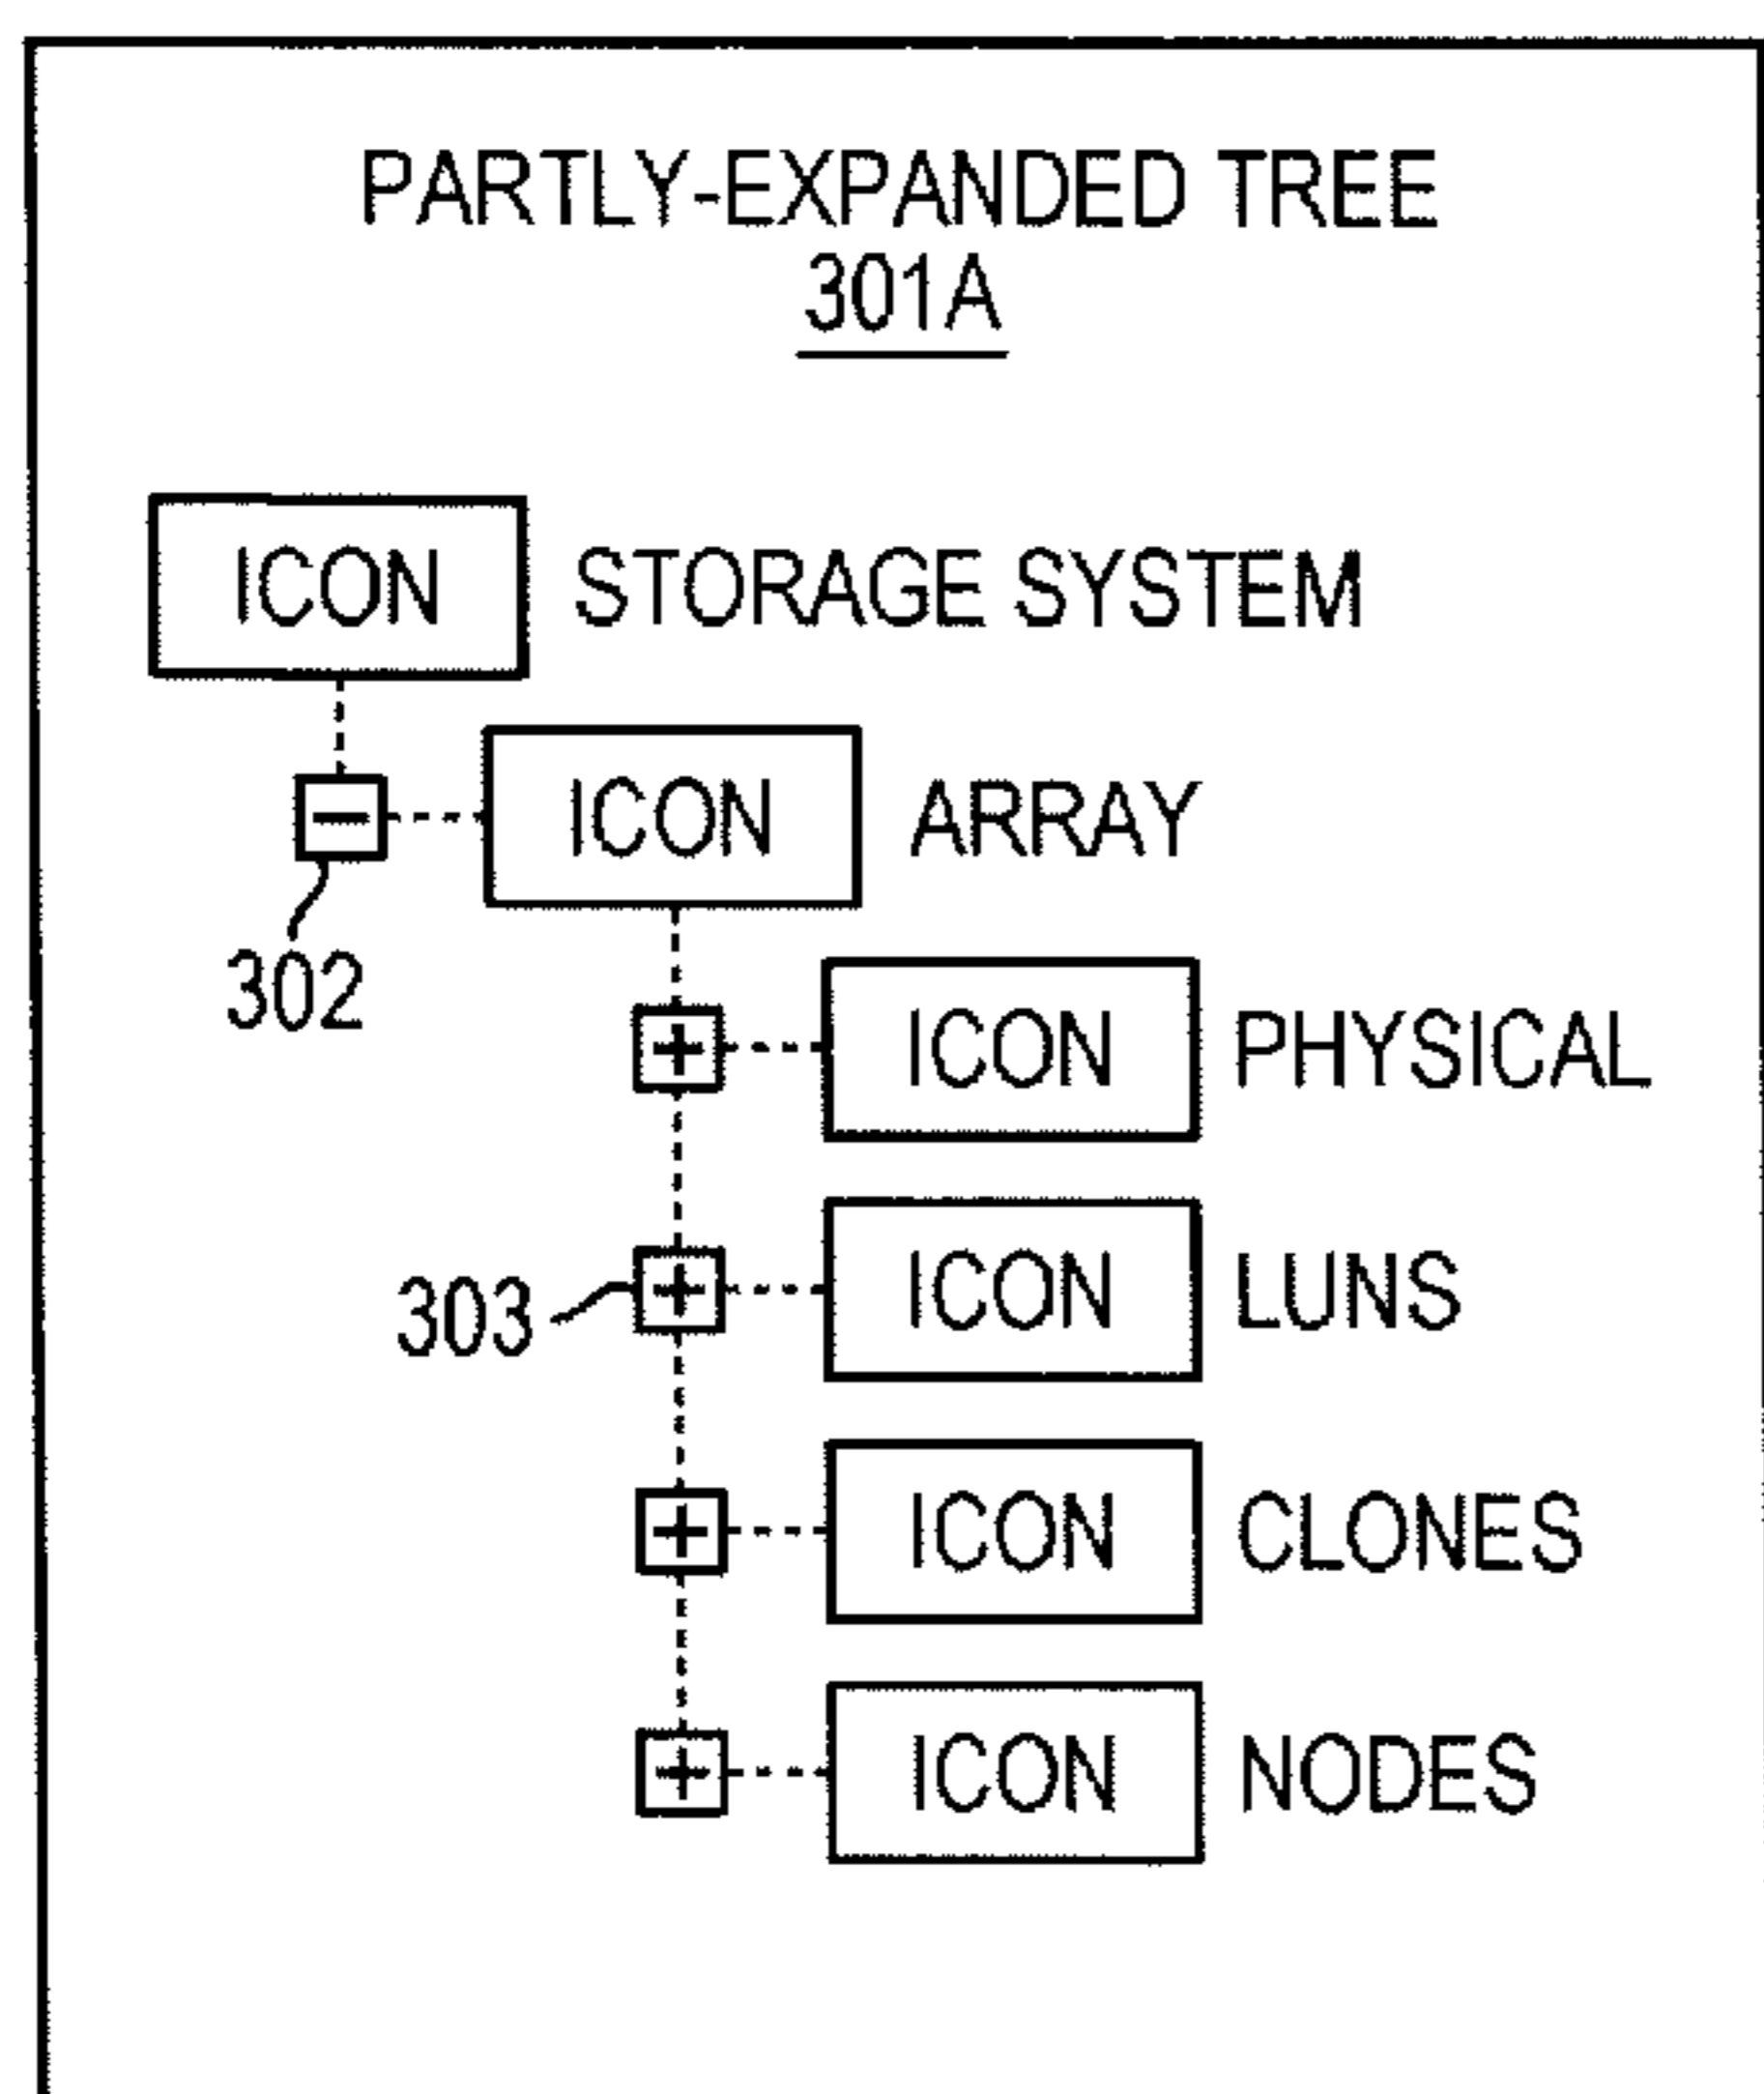 PARTLY-EXPANDED TREE
301A
ICON STORAGE SYSTEM
ICON ARRAY
302
ICON PHYSICAL
303 ICON LUNS
ICON CLONES
ICON NODES